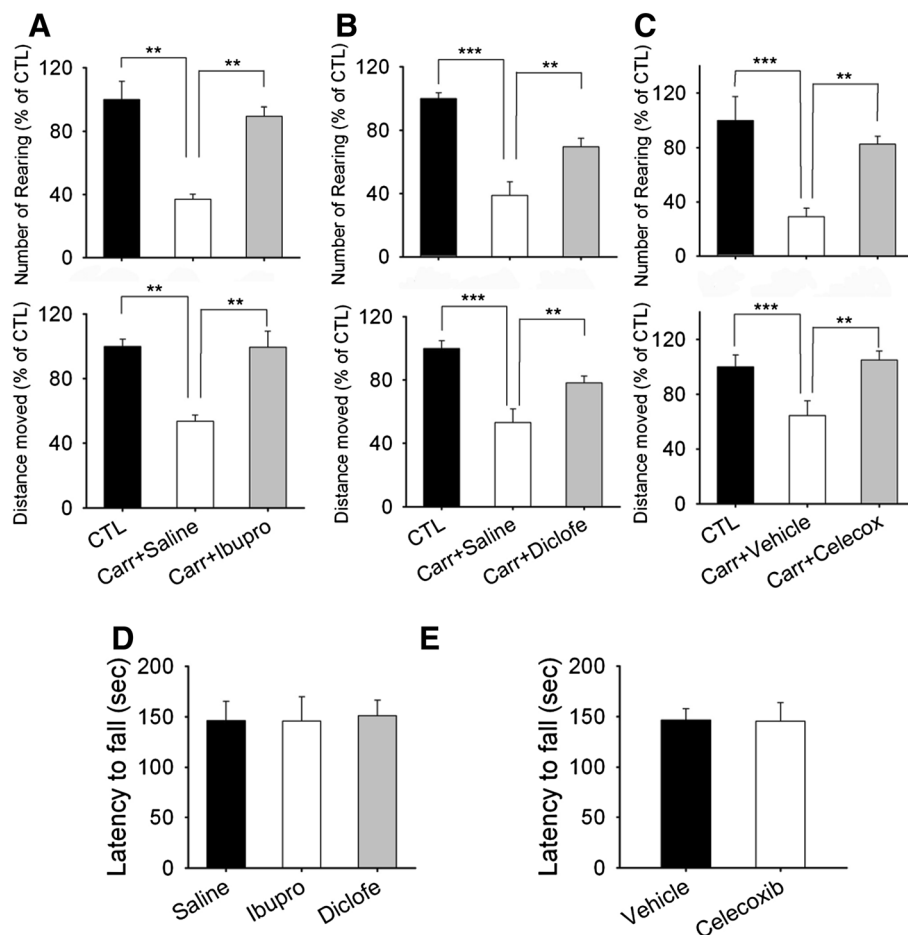 A
B
C
Number of Rearing (% of CTL)
120
80
40
0
**
**
Number of Rearing (% of CTL)
120
80
40
0
***
**
Number of Rearing (% of CTL)
120
80
40
0
***
**
Distance moved (% of CTL)
120
80
40
0
**
**
CTL
Carr+Saline
Carr+Ibupro
Distance moved (% of CTL)
120
80
40
0
***
**
CTL
Carr+Saline
Carr+Diclofe
Distance moved (% of CTL)
120
80
40
0
***
**
CTL
Carr+Vehicle
Carr+Celecox
D
Latency to fall (sec)
200
150
100
50
0
Saline
Ibupro
Diclofe
E
Latency to fall (sec)
200
150
100
50
0
Vehicle
Celecoxib